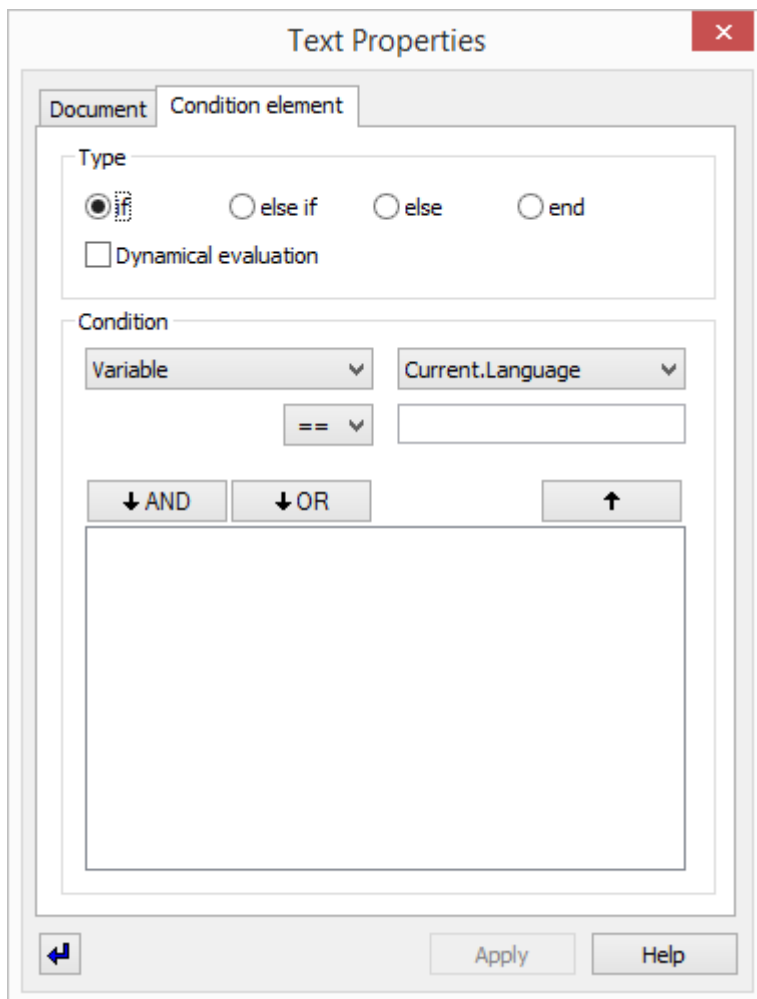 Text Properties
Document Condition element
Type
if else if else end
Dynamical evaluation
Condition
Variable Current.Language
==
AND OR
Apply Help